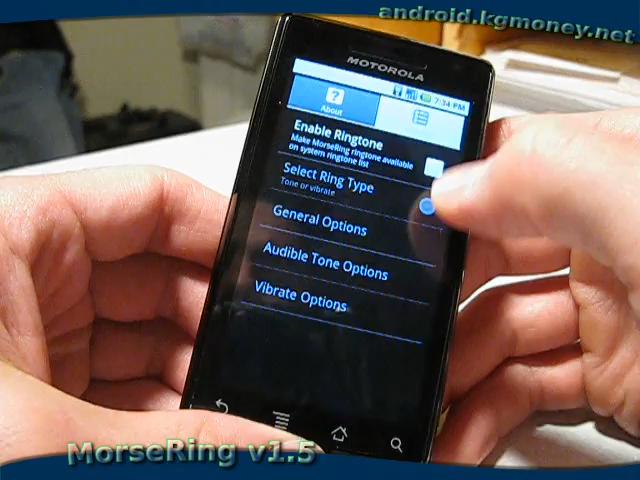 android.kgmoney.net
MOTOROLA
7:34 PM
?
About
Enable Ringtone
Make MorseRing ringtone available
on system ringtone list
Select Ring Type
Tone or vibrate
General Options
Audible Tone Options
Vibrate Options
MorseRing v1.5